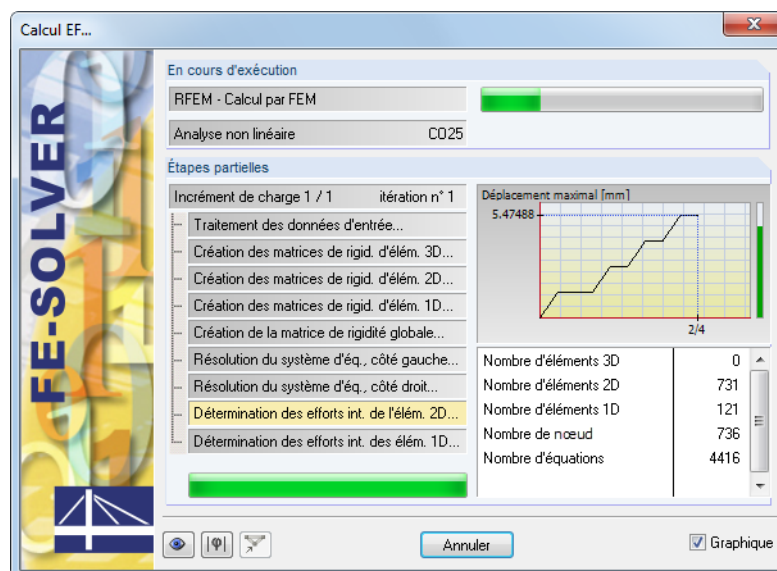 Calcul EF...
FE-SOLVER
En cours d'exécution
RFEM - Calcul par FEM
Analyse non linéaire CO25
Étapes partielles
Incrément de charge 1 / 1 itération n° 1
Traitement des données d'entrée...
Création des matrices de rigid. d'élém. 3D...
Création des matrices de rigid. d'élém. 2D...
Création des matrices de rigid. d'élém. 1D...
Création de la matrice de rigidité globale...
Résolution du système d'éq., côté gauche...
Résolution du système d'éq., côté droit...
Détermination des efforts int. de l'élém. 2D...
Détermination des efforts int. des élém. 1D...
Déplacement maximal [mm]
5.47488
2/4
Nombre d'éléments 3D 0
Nombre d'éléments 2D 731
Nombre d'éléments 1D 121
Nombre de nœud 736
Nombre d'équations 4416
|φ|
Annuler
Graphique